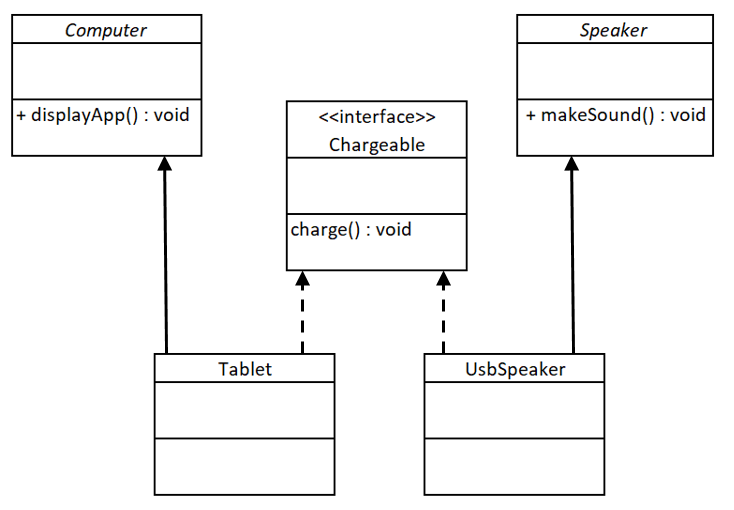 Computer
+ displayApp() : void
Speaker
+ makeSound() : void
<<interface>>
Chargeable
charge() : void
Tablet
UsbSpeaker